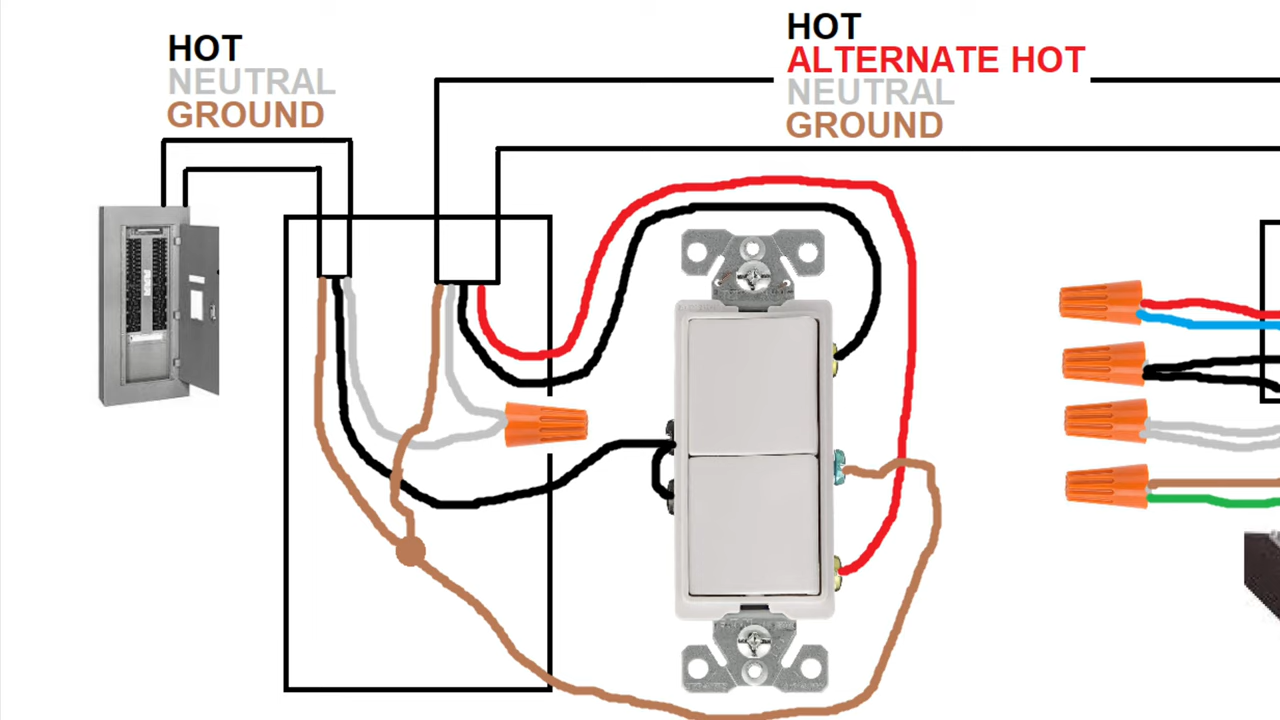 HOT
NEUTRAL
GROUND
HOT
ALTERNATE HOT
NEUTRAL
GROUND